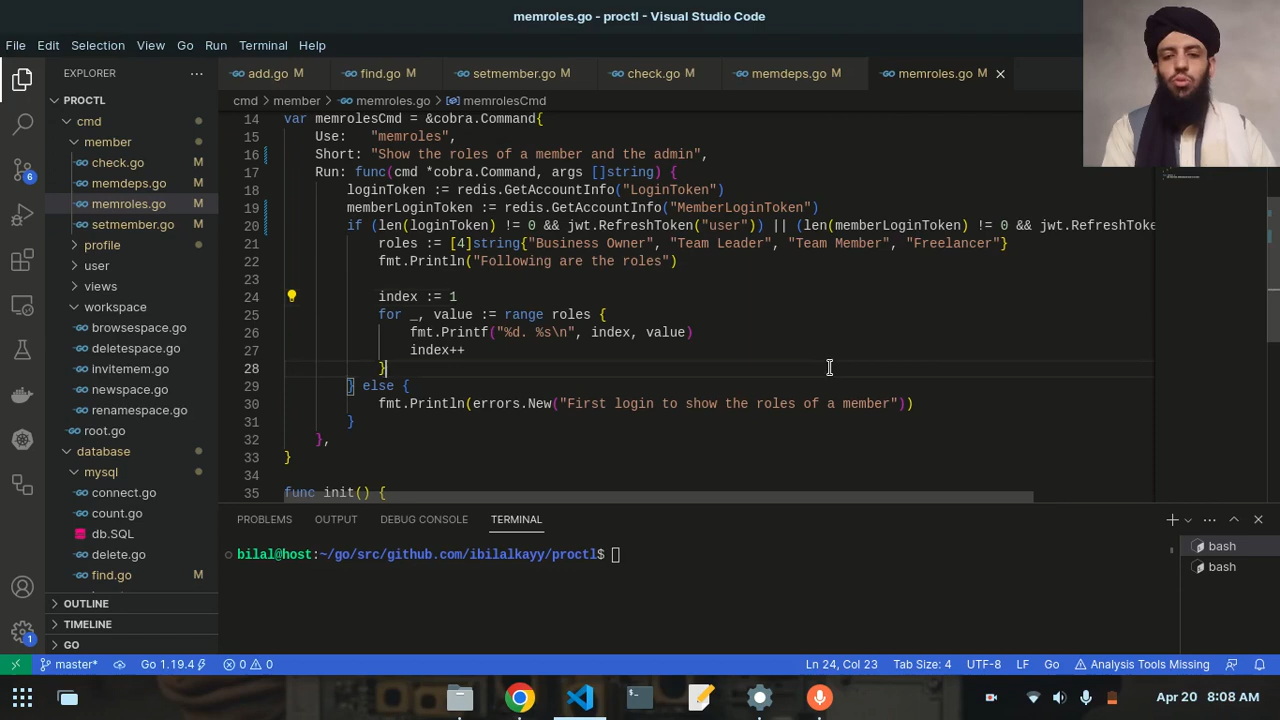 memroles.go - proctl - Visual Studio Code
File Edit Selection View Go Run Terminal Help
EXPLORER
add.go M find.go M setmember.go M check.go M memdeps.go M memroles.go M
PROCTL
cmd > member > memroles.go > memrolesCmd
cmd
member
check.go M
memdeps.go M
memroles.go M
setmember.go M
profile
user
views
workspace
browsespace.go
deletespace.go
invitemem.go
newspace.go
renamespace.go
root.go
database
mysql
connect.go
count.go
db.SQL
delete.go
find.go M
OUTLINE
TIMELINE
GO
6
1
14 var memrolesCmd = &cobra.Command{
15 Use: "memroles",
16 Short: "Show the roles of a member and the admin",
17 Run: func(cmd *cobra.Command, args []string) {
18 loginToken := redis.GetAccountInfo("LoginToken")
19 memberLoginToken := redis.GetAccountInfo("MemberLoginToken")
20 if (len(loginToken) != 0 && jwt.RefreshToken("user")) || (len(memberLoginToken) != 0 && jwt.RefreshToke
21 roles := [4]string{"Business Owner", "Team Leader", "Team Member", "Freelancer"}
22 fmt.Println("Following are the roles")
23
24 index := 1
25 for _, value := range roles {
26 fmt.Printf("%d. %s\n", index, value)
27 index++
28 }
29 } else {
30 fmt.Println(errors.New("First login to show the roles of a member"))
31 }
32 },
33 }
34
35 func init() {
PROBLEMS OUTPUT DEBUG CONSOLE TERMINAL
bilal@host:~/go/src/github.com/ibilalkayy/proctl$
bash
bash
master* Go 1.19.4 0 0 Ln 24, Col 23 Tab Size: 4 UTF-8 LF Go Analysis Tools Missing
Apr 20 8:08 AM